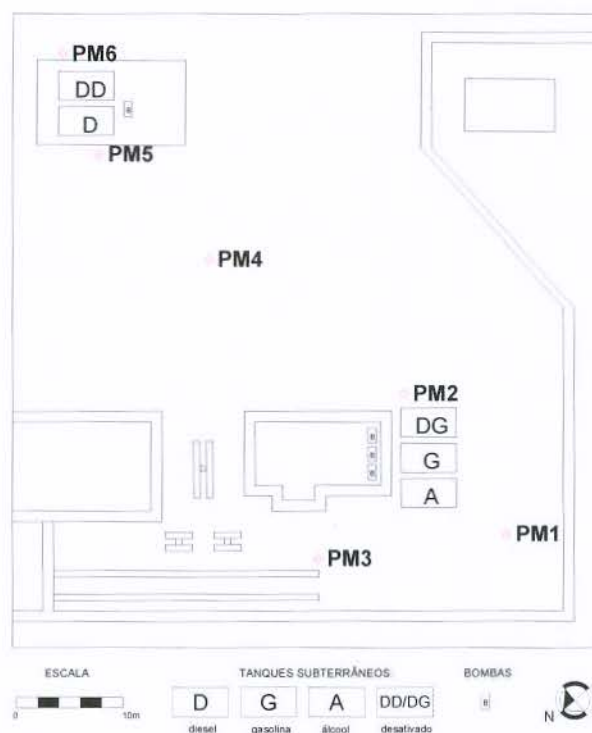 PM6
DD
B
D
PM5
PM4
PM2
DG
B
B
G
B
A
PM1
PM3
ESCALA
TANQUES SUBTERRÂNEOS
BOMBAS
D G A DD/DG B
N
0 10m
diesel gasolina álcool desativado